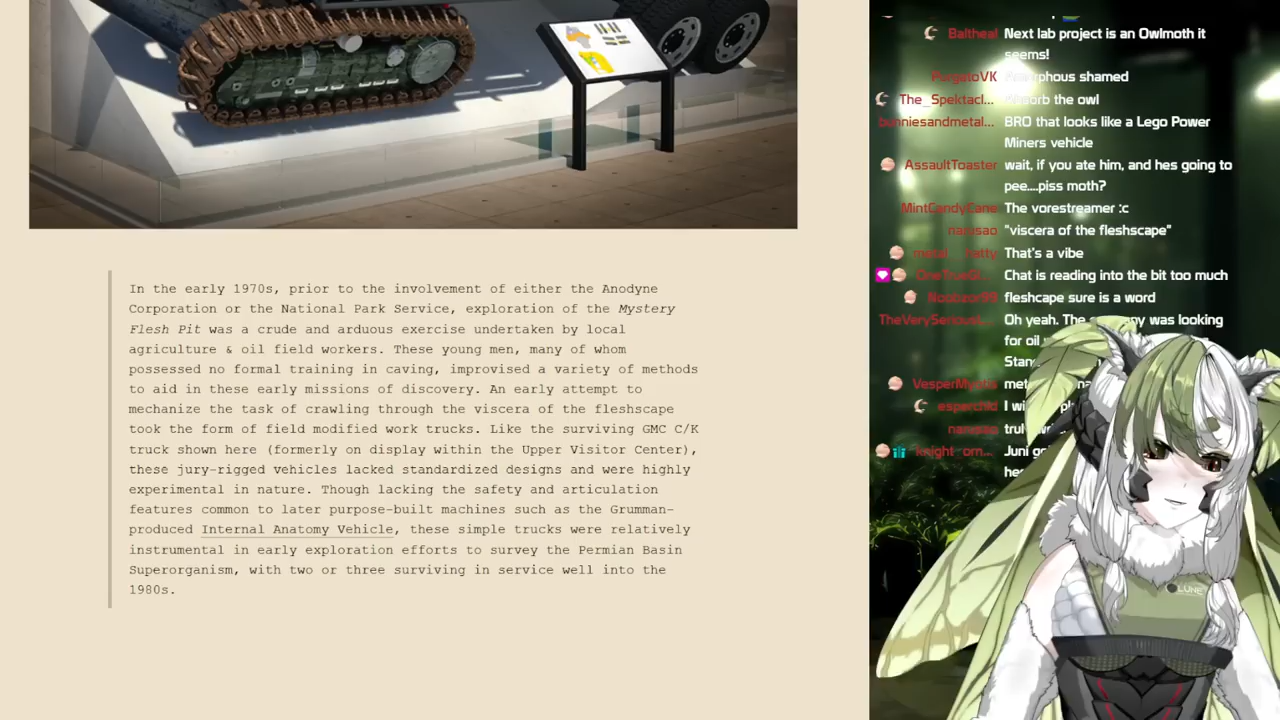 In the early 1970s, prior to the involvement of either the Anodyne
Corporation or the National Park Service, exploration of the Mystery
Flesh Pit was a crude and arduous exercise undertaken by local
agriculture & oil field workers. These young men, many of whom
possessed no formal training in caving, improvised a variety of methods
to aid in these early missions of discovery. An early attempt to
mechanize the task of crawling through the viscera of the fleshscape
took the form of field modified work trucks. Like the surviving GMC C/K
truck shown here (formerly on display within the Upper Visitor Center),
these jury-rigged vehicles lacked standardized designs and were highly
experimental in nature. Though lacking the safety and articulation
features common to later purpose-built machines such as the Grumman-
produced Internal Anatomy Vehicle, these simple trucks were relatively
instrumental in early exploration efforts to survey the Permian Basin
Superorganism, with two or three surviving in service well into the
1980s.
Baltheal Next lab project is an Owlmoth it
seems!
shamed
The_Spektacl... the owl
BRO that looks like a Lego Power
Miners vehicle
AssaultToaster wait, if you ate him, and hes going to
pee....piss moth?
MintCandyCane The vorestreamer :c
"viscera of the fleshscape"
That's a vibe
Chat is reading into the bit too much
fleshcape sure is a word
TheVerySeriousl... Oh yeah. The was looking
for oil
LUNE